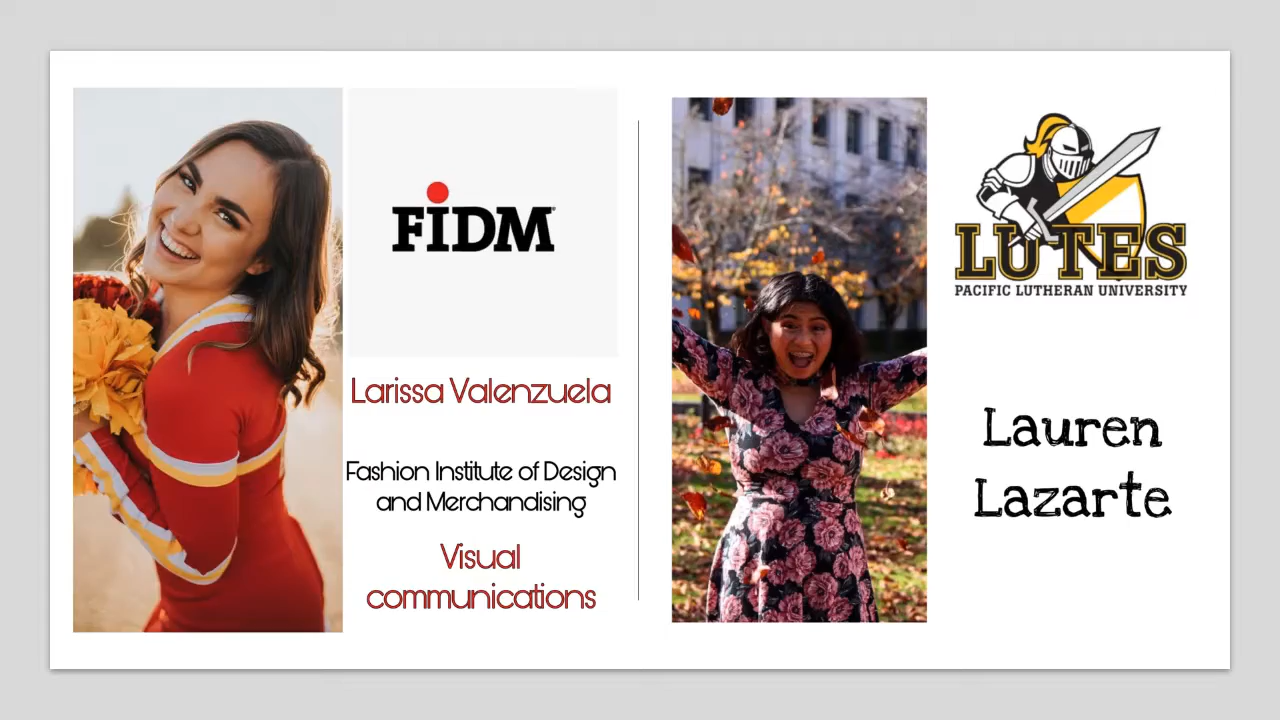 FIDM
Larissa Valenzuela
Fashion Institute of Design
and Merchandising
Visual
communications
LUTES
PACIFIC LUTHERAN UNIVERSITY
Lauren
Lazarte